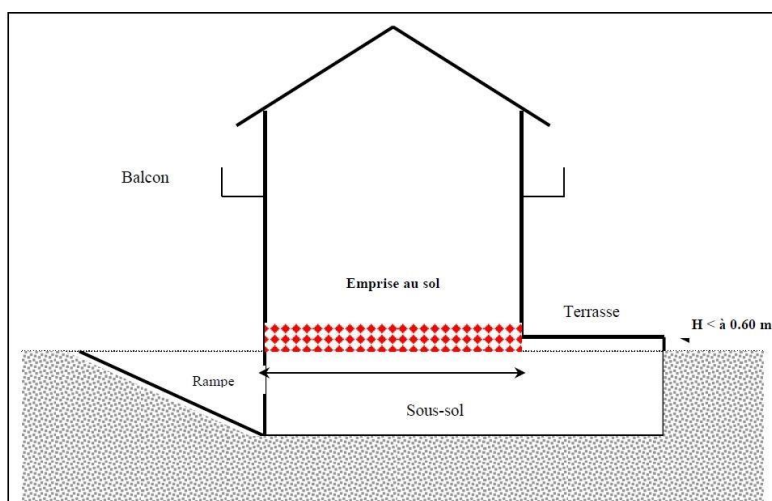 Balcon
Emprise au sol
Terrasse
H < à 0.60 m
Rampe
Sous-sol